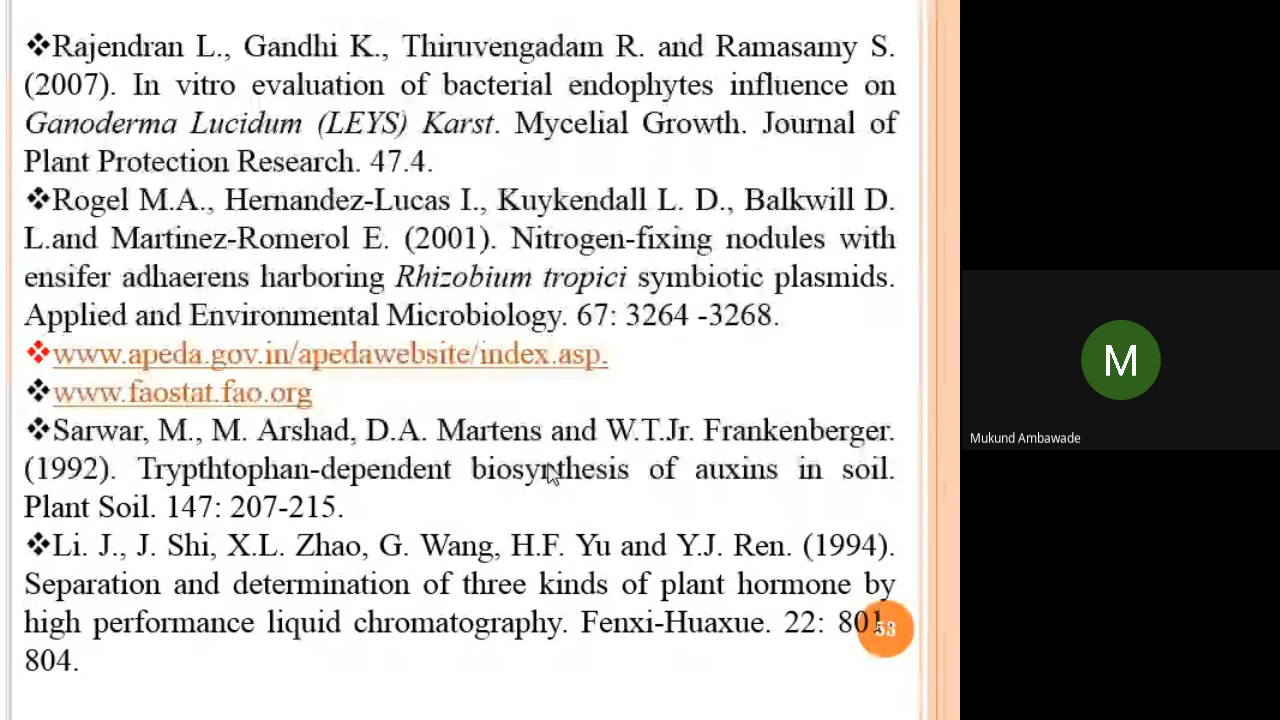 ❖Rajendran L., Gandhi K., Thiruvengadam R. and Ramasamy S.
(2007). In vitro evaluation of bacterial endophytes influence on
Ganoderma Lucidum (LEYS) Karst. Mycelial Growth. Journal of
Plant Protection Research. 47.4.
❖Rogel M.A., Hernandez-Lucas I., Kuykendall L. D., Balkwill D.
L.and Martinez-Romerol E. (2001). Nitrogen-fixing nodules with
ensifer adhaerens harboring Rhizobium tropici symbiotic plasmids.
Applied and Environmental Microbiology. 67: 3264 -3268.
❖www.apeda.gov.in/apedawebsite/index.asp.
❖www.faostat.fao.org
❖Sarwar, M., M. Arshad, D.A. Martens and W.T.Jr. Frankenberger.
(1992). Trypthtophan-dependent biosynthesis of auxins in soil.
Plant Soil. 147: 207-215.
❖Li. J., J. Shi, X.L. Zhao, G. Wang, H.F. Yu and Y.J. Ren. (1994).
Separation and determination of three kinds of plant hormone by
high performance liquid chromatography. Fenxi-Huaxue. 22: 801
804.
53
M
Mukund Ambawade